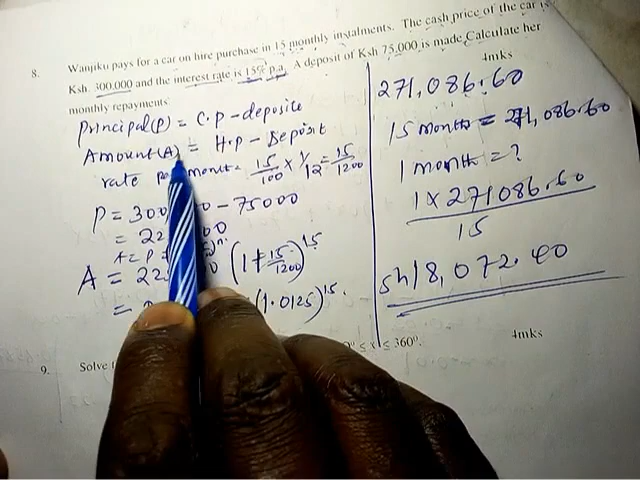 8. Wanjiku pays for a car on hire purchase in 15 monthly instalments. The cash price of the car is
Ksh. 300,000 and the interest rate is 15% p.a. A deposit of Ksh 75,000 is made. Calculate her
monthly repayments 4mks
Principal(P) = C.P - deposite
Amount(A) = H.P - Deposit
rate month = 15/100 x 1/12 = 15/1200
P = 300 - 75000
= 22 00
A = P
A = 22 0 (1 + 15/1200)^15
= (1.0125)^15.
271,086.60
15 months = 271,086.60
1 month = ?
1 x 271086.60
15
sh 18,072.40
≤ x ≤ 360°. 4mks
9. Solve